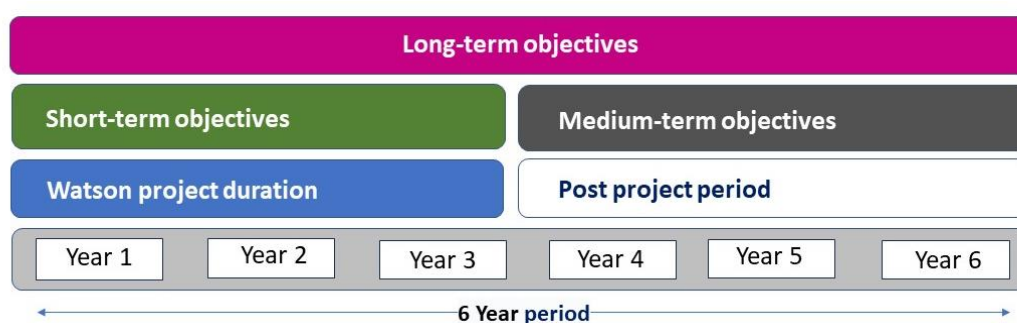 Long-term objectives
Short-term objectives
Medium-term objectives
Watson project duration
Post project period
Year 1
Year 2
Year 3
Year 4
Year 5
Year 6
6 Year period